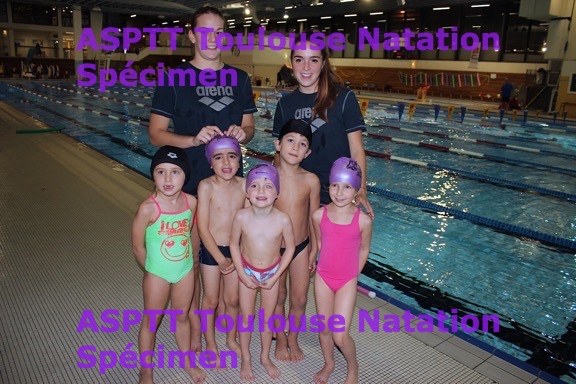 ASPTT Toulouse Natation
Spécimen
arena
arena
I LOVE
ASPTT Toulouse Natation
Spécimen